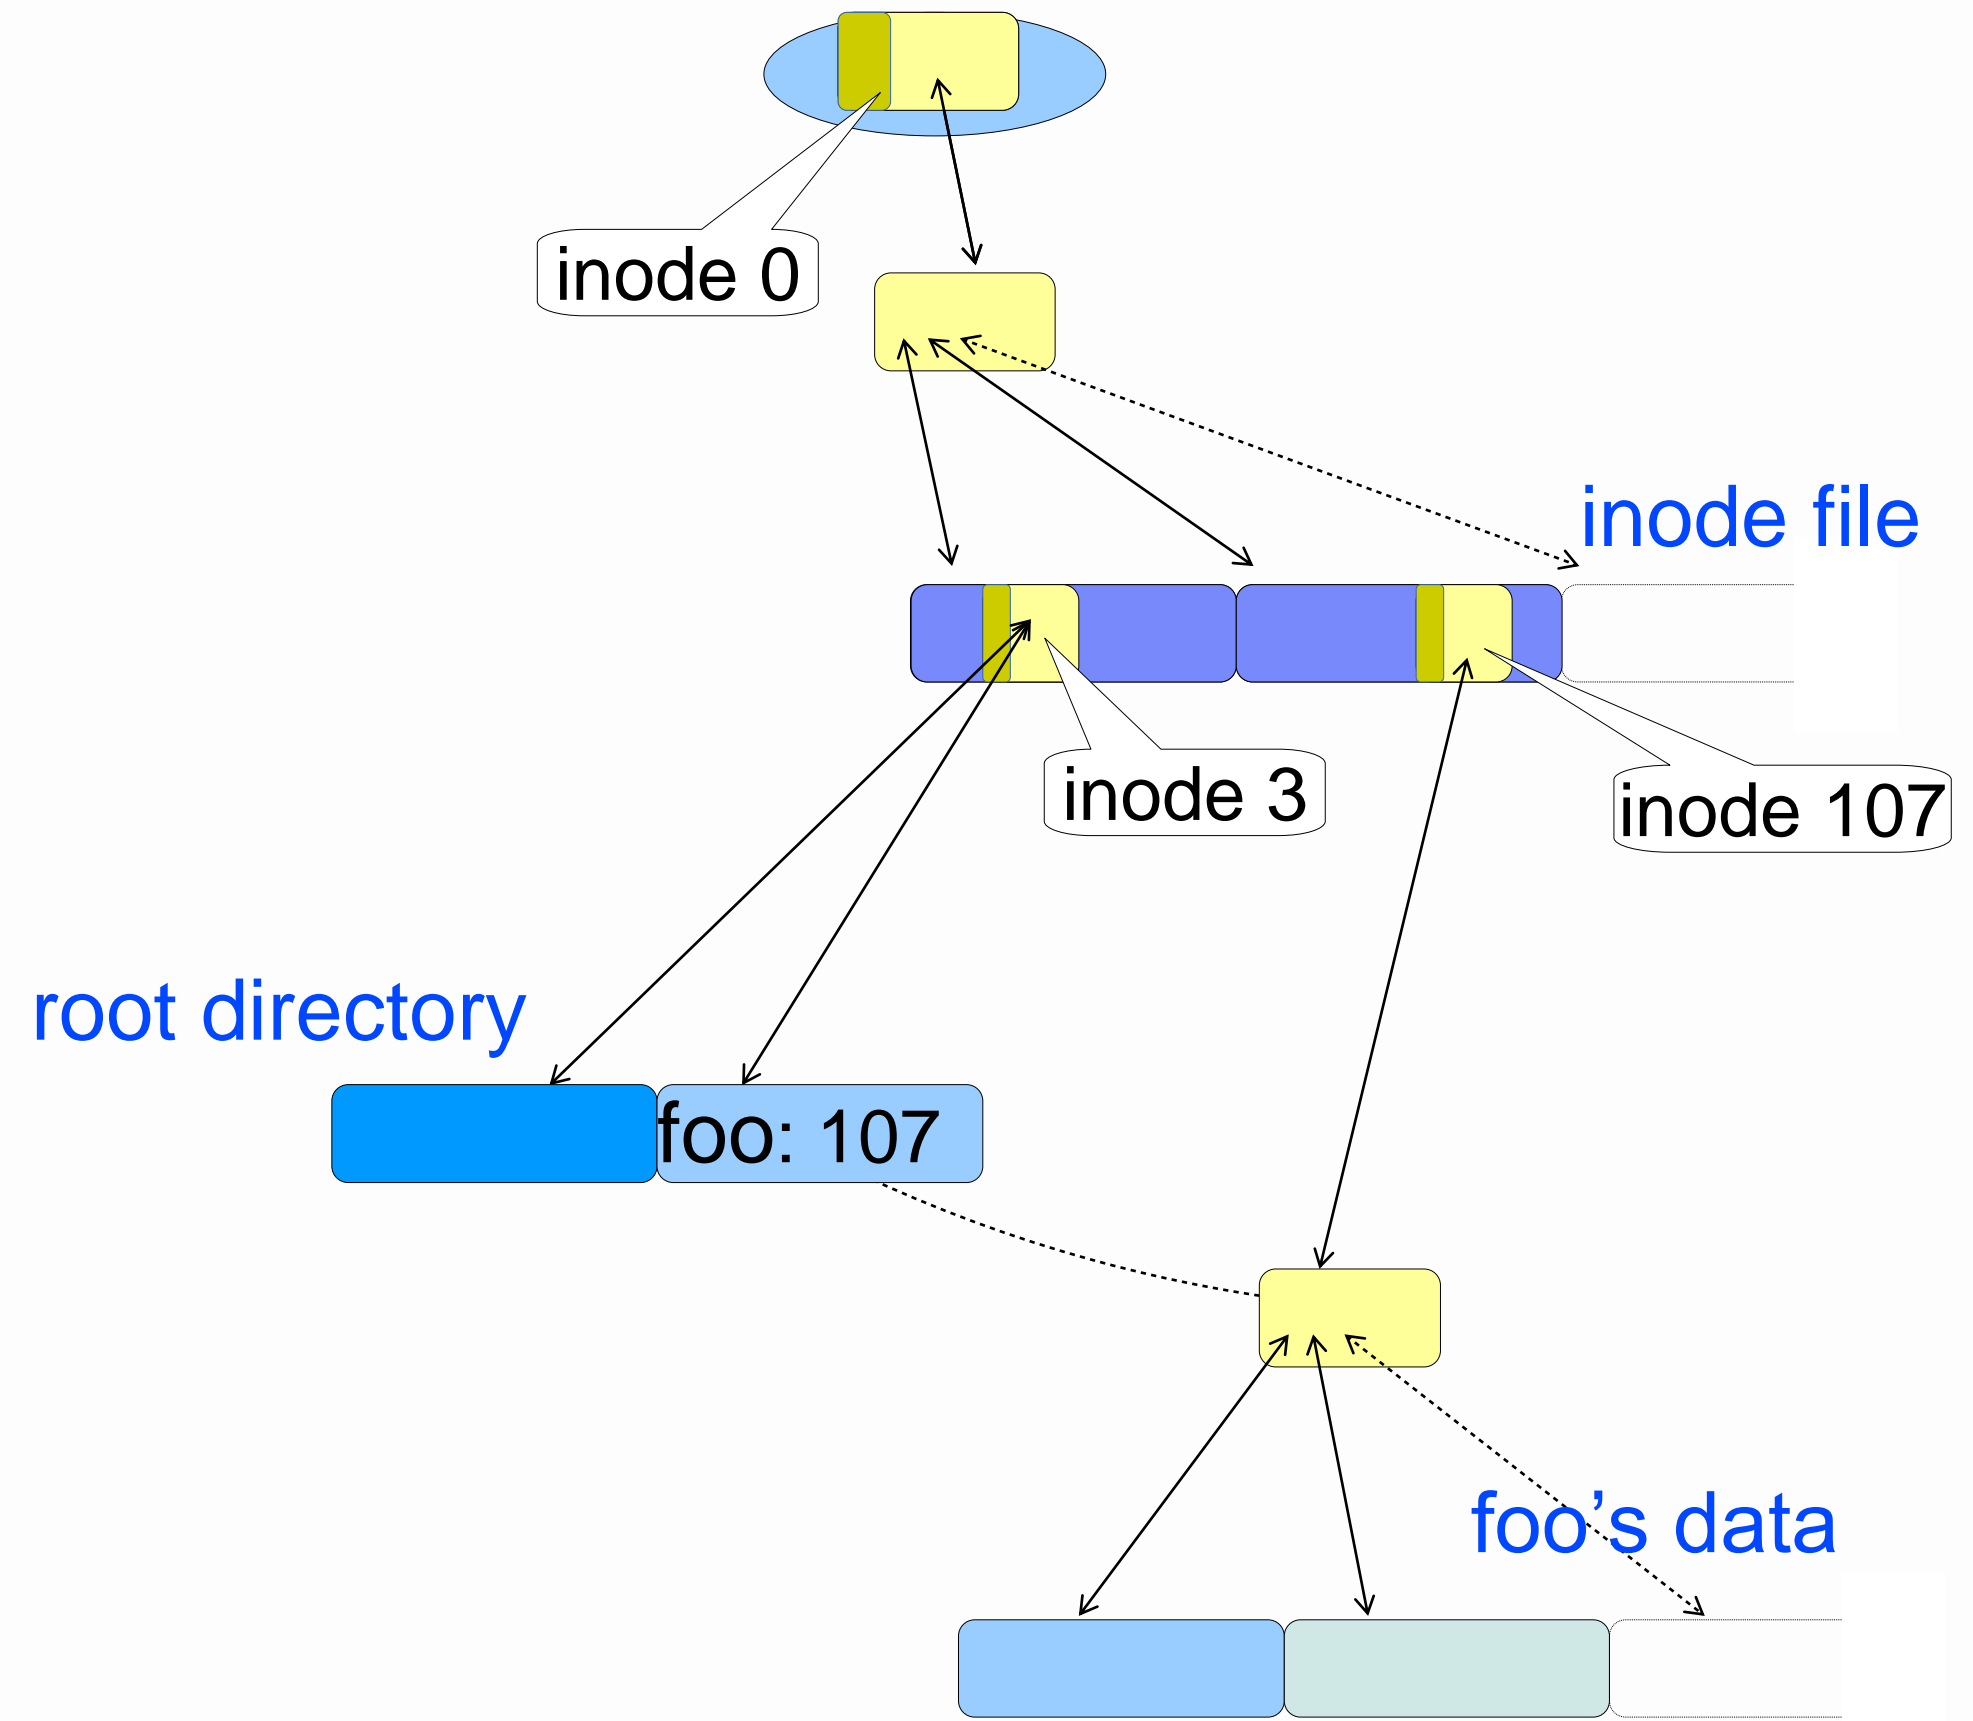 inode 0
inode file
inode 3
inode 107
root directory
foo: 107
foo’s data